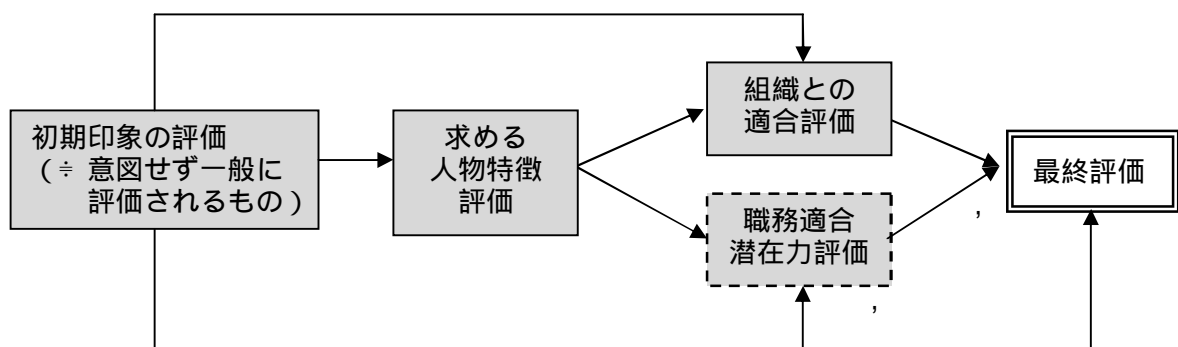 初期印象の評価
(≑ 意図せず一般に
評価されるもの)
求める
人物特徴
評価
組織との
適合評価
職務適合
潜在力評価
,
,
最終評価